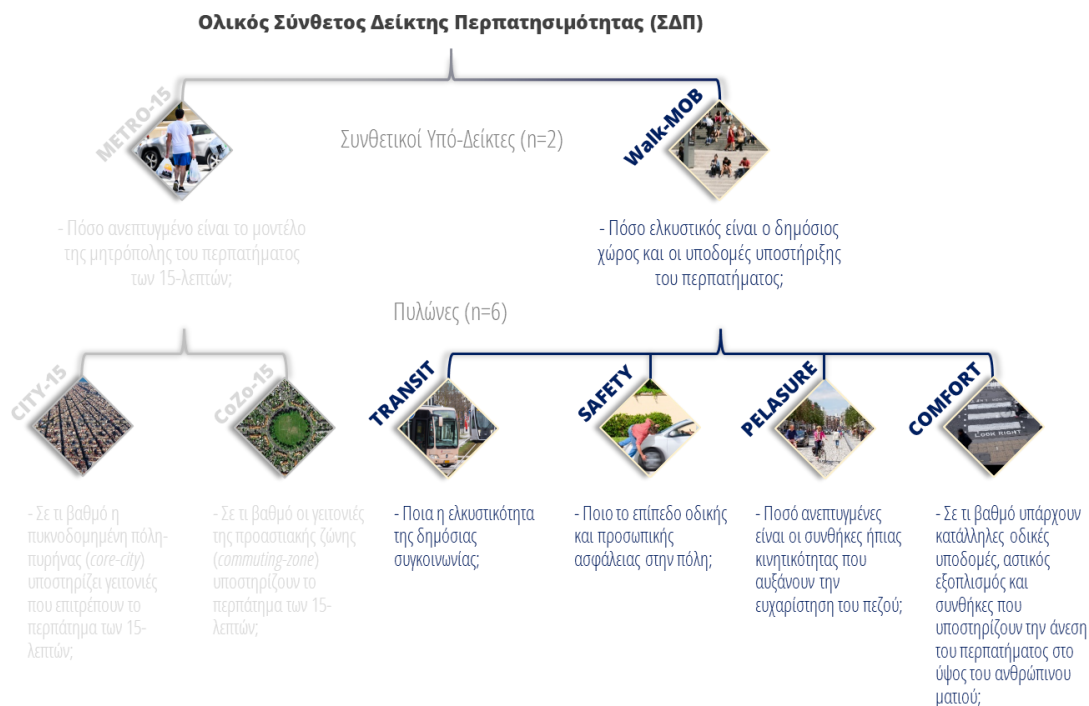 Ολικός Σύνθετος Δείκτης Περπατησιμότητας (ΣΔΠ)
METRO-15
Συνθετικοί Υπό-Δείκτες (n=2)
Walk-MOB
- Πόσο ανεπτυγμένο είναι το μοντέλο
της μητρόπολης του περπατήματος
των 15-λεπτών;
- Πόσο ελκυστικός είναι ο δημόσιος
χώρος και οι υποδομές υποστήριξης
του περπατήματος;
Πυλώνες (n=6)
CITY-15
CoZo-15
TRANSIT
SAFETY
PELASURE
COMFORT
LOOK RIGHT
- Σε τι βαθμό η
πυκνοδομημένη πόλη-
πυρήνας (core-city)
υποστηρίζει γειτονιές
που επιτρέπουν το
περπάτημα των 15-
λεπτών;
- Σε τι βαθμό οι γειτονιές
της προαστιακής ζώνης
(commuting-zone)
υποστηρίζουν το
περπάτημα των 15-
λεπτών;
- Ποια η ελκυστικότητα
της δημόσιας
συγκοινωνίας;
- Ποιο το επίπεδο οδικής
και προσωπικής
ασφάλειας στην πόλη;
- Ποσό ανεπτυγμένες
είναι οι συνθήκες ήπιας
κινητικότητας που
αυξάνουν την
ευχαρίστηση του πεζού;
- Σε τι βαθμό υπάρχουν
κατάλληλες οδικές
υποδομές, αστικός
εξοπλισμός και
συνθήκες που
υποστηρίζουν την άνεση
του περπατήματος στο
ύψος του ανθρώπινου
ματιού;